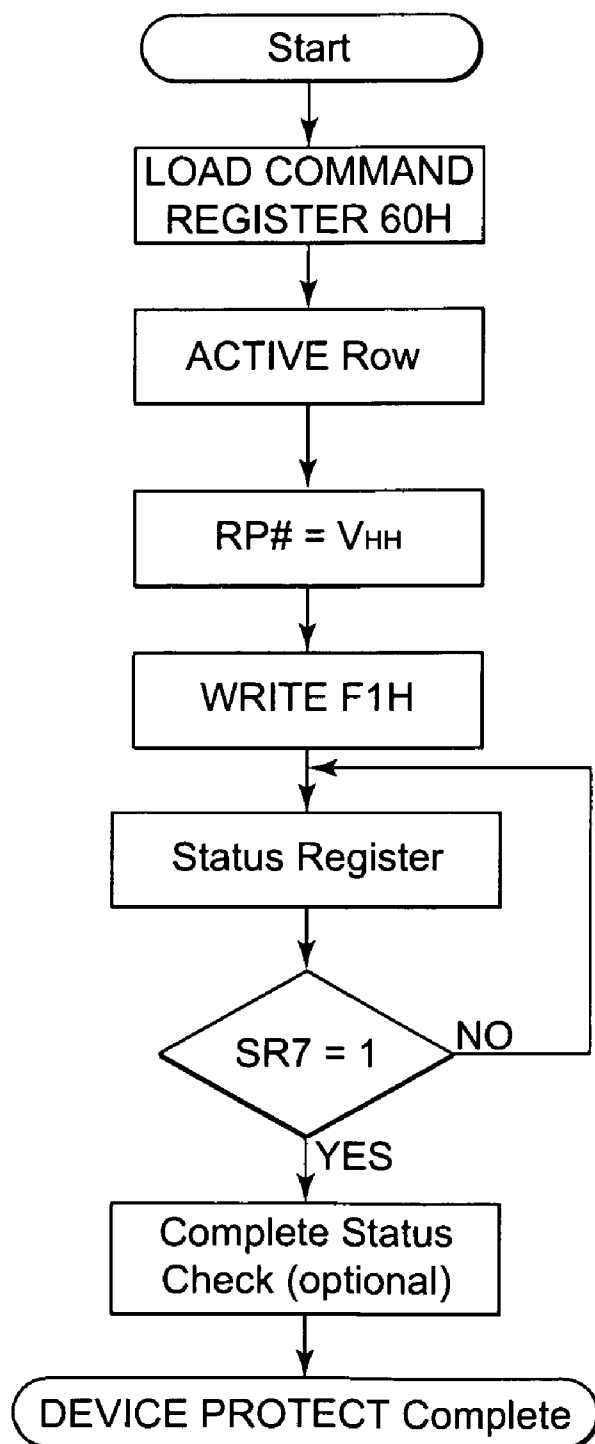 Start
LOAD COMMAND
REGISTER 60H
ACTIVE Row
RP# = VHH
WRITE F1H
Status Register
SR7 = 1
NO
YES
Complete Status
Check (optional)
DEVICE PROTECT Complete